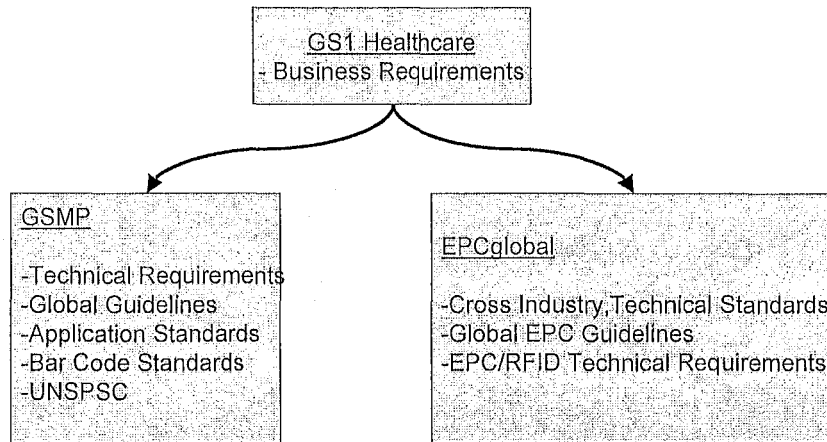 GS1 Healthcare
- Business Requirements
GSMP
-Technical Requirements
-Global Guidelines
-Application Standards
-Bar Code Standards
-UNSPSC
EPCglobal
-Cross Industry,Technical Standards
-Global EPC Guidelines
-EPC/RFID Technical Requirements